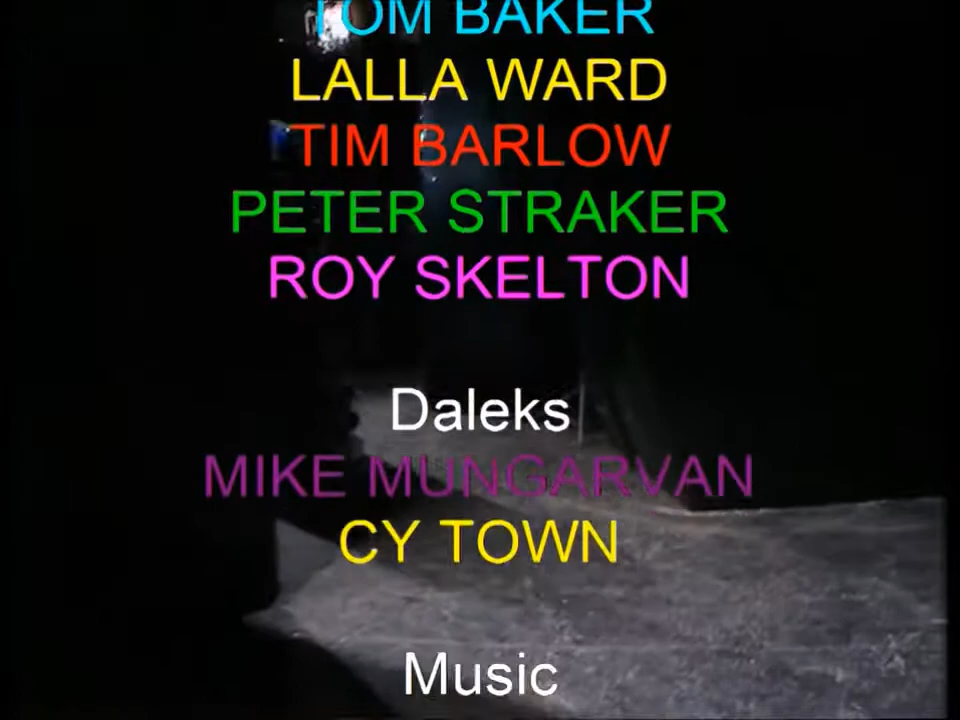 TOM BAKER
LALLA WARD
TIM BARLOW
PETER STRAKER
ROY SKELTON
Daleks
MIKE MUNGARVAN
CY TOWN
Music